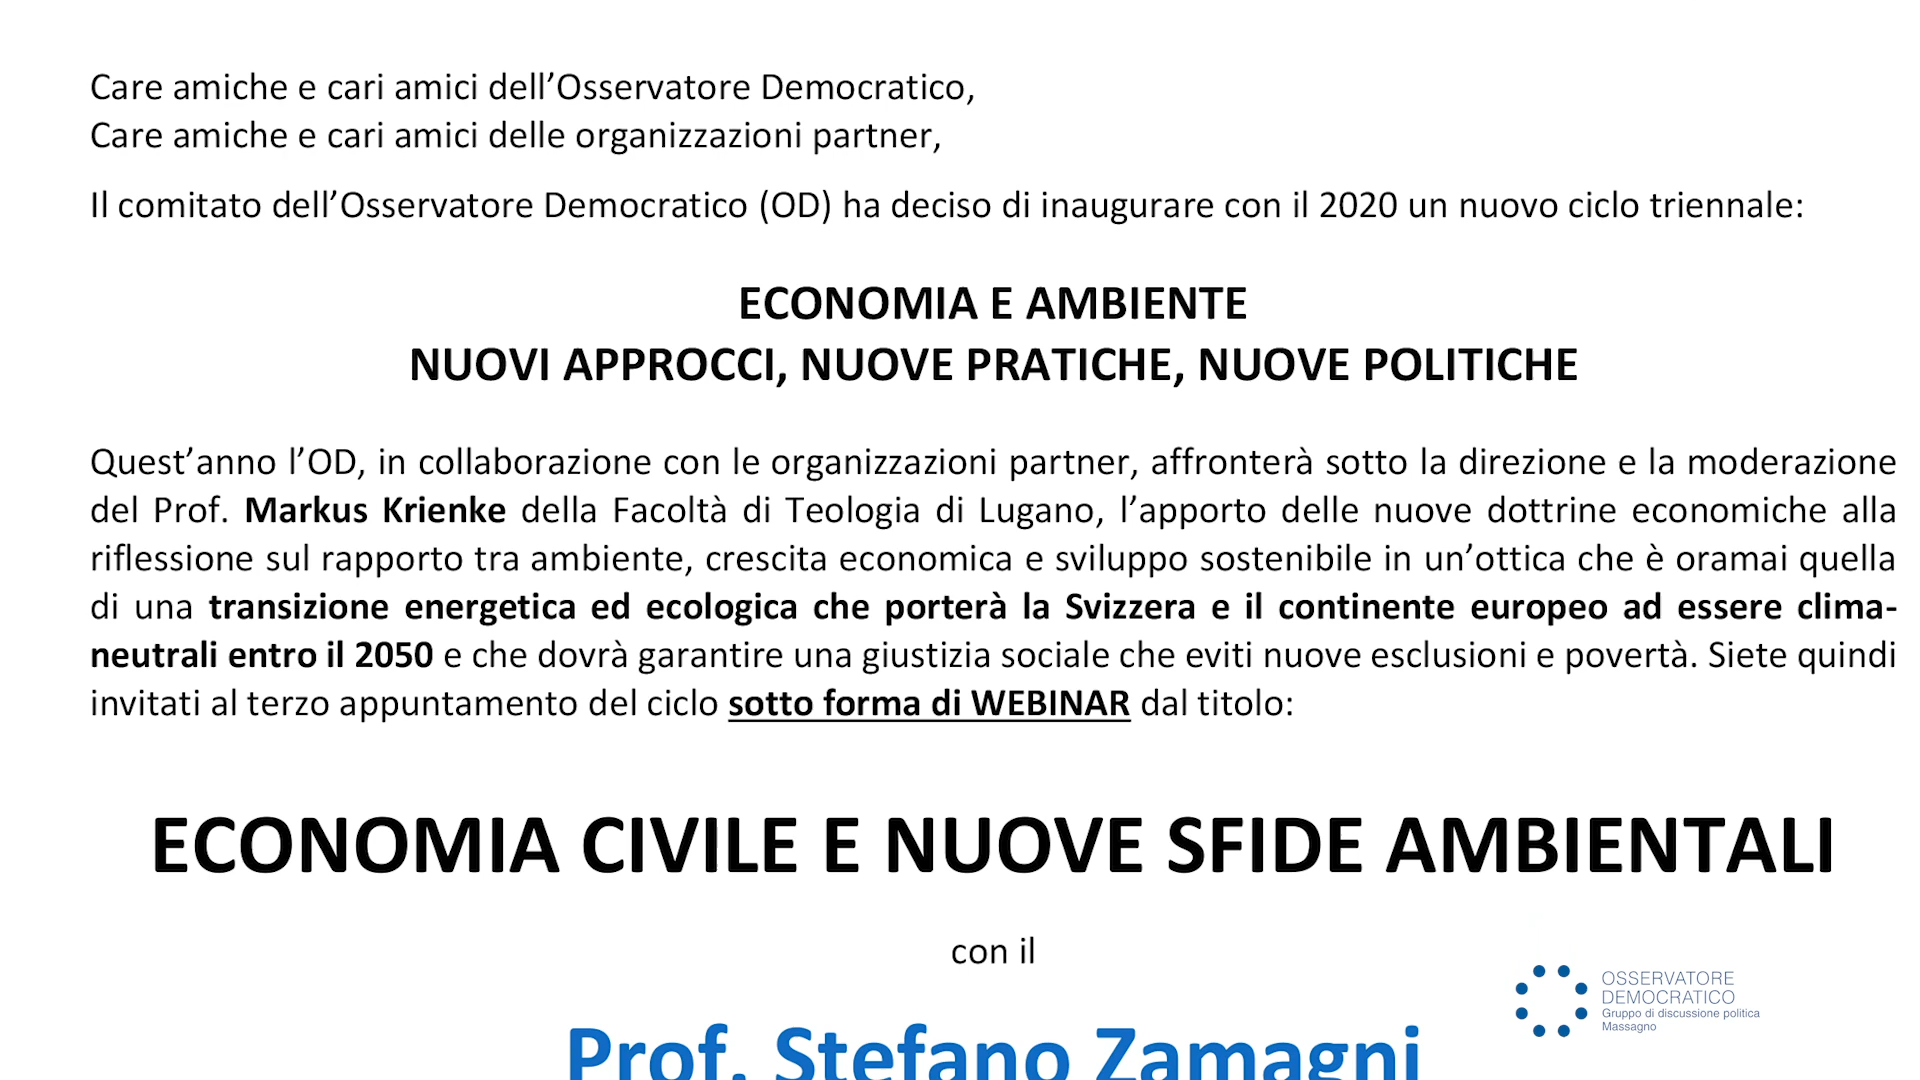 Care amiche e cari amici dell’Osservatore Democratico,
Care amiche e cari amici delle organizzazioni partner,
Il comitato dell’Osservatore Democratico (OD) ha deciso di inaugurare con il 2020 un nuovo ciclo triennale:
ECONOMIA E AMBIENTE
NUOVI APPROCCI, NUOVE PRATICHE, NUOVE POLITICHE
Quest’anno l’OD, in collaborazione con le organizzazioni partner, affronterà sotto la direzione e la moderazione
del Prof. Markus Krienke della Facoltà di Teologia di Lugano, l’apporto delle nuove dottrine economiche alla
riflessione sul rapporto tra ambiente, crescita economica e sviluppo sostenibile in un’ottica che è oramai quella
di una transizione energetica ed ecologica che porterà la Svizzera e il continente europeo ad essere clima-
neutrali entro il 2050 e che dovrà garantire una giustizia sociale che eviti nuove esclusioni e povertà. Siete quindi
invitati al terzo appuntamento del ciclo sotto forma di WEBINAR dal titolo:
ECONOMIA CIVILE E NUOVE SFIDE AMBIENTALI
con il
Prof. Stefano Zamagni
OSSERVATORE
DEMOCRATICO
Gruppo di discussione politica
Massagno